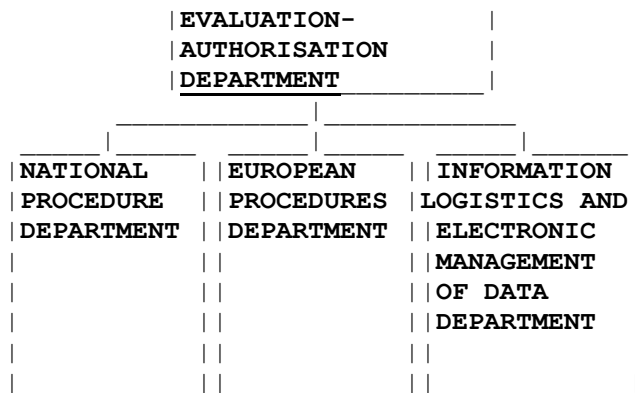 EVALUATION-
AUTHORISATION
DEPARTMENT
NATIONAL
PROCEDURE
DEPARTMENT
EUROPEAN
PROCEDURES
DEPARTMENT
INFORMATION
LOGISTICS AND
ELECTRONIC
MANAGEMENT
OF DATA
DEPARTMENT